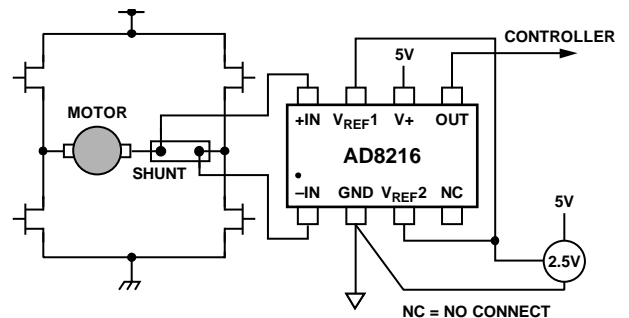 CONTROLLER
5V
+IN VREF1 V+ OUT
MOTOR
AD8216
SHUNT
–IN GND VREF2 NC
5V
2.5V
NC = NO CONNECT